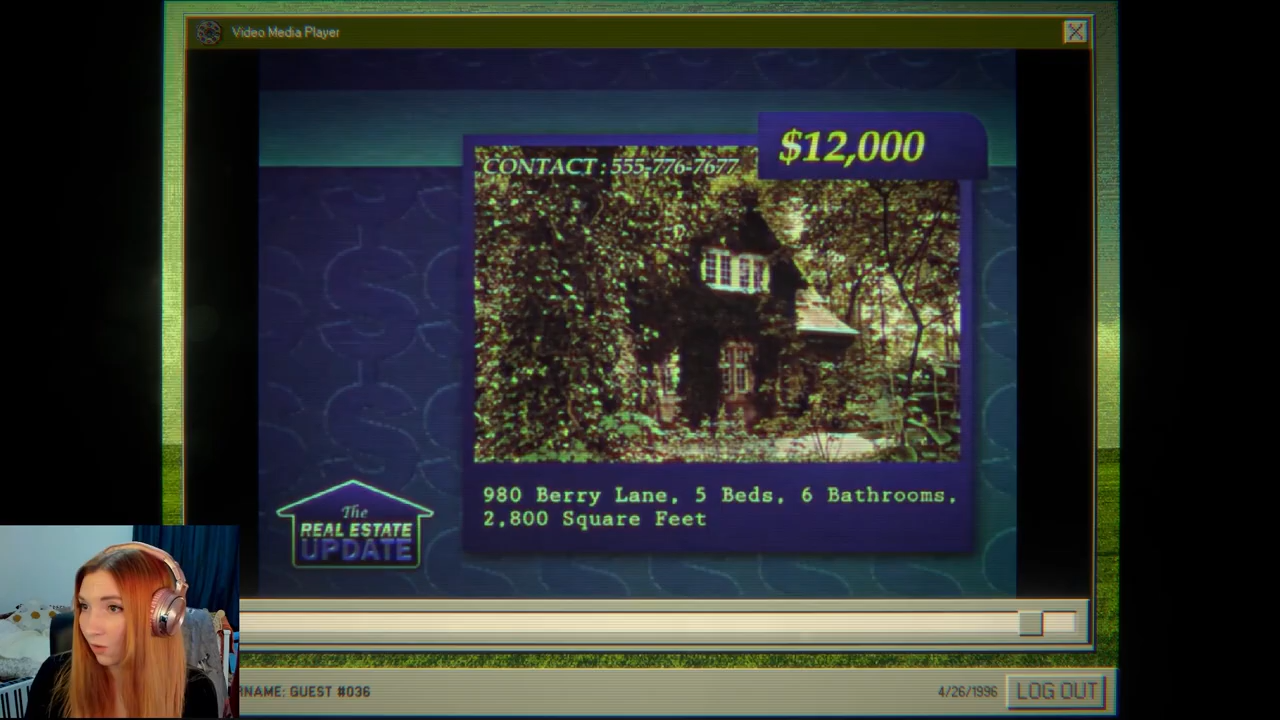 Video Media Player
$12,000
CONTACT : 555-776-7677
980 Berry Lane, 5 Beds, 6 Bathrooms,
2,800 Square Feet
The
REAL ESTATE
UPDATE
RNAME: GUEST #036
4/26/1996
LOG OUT